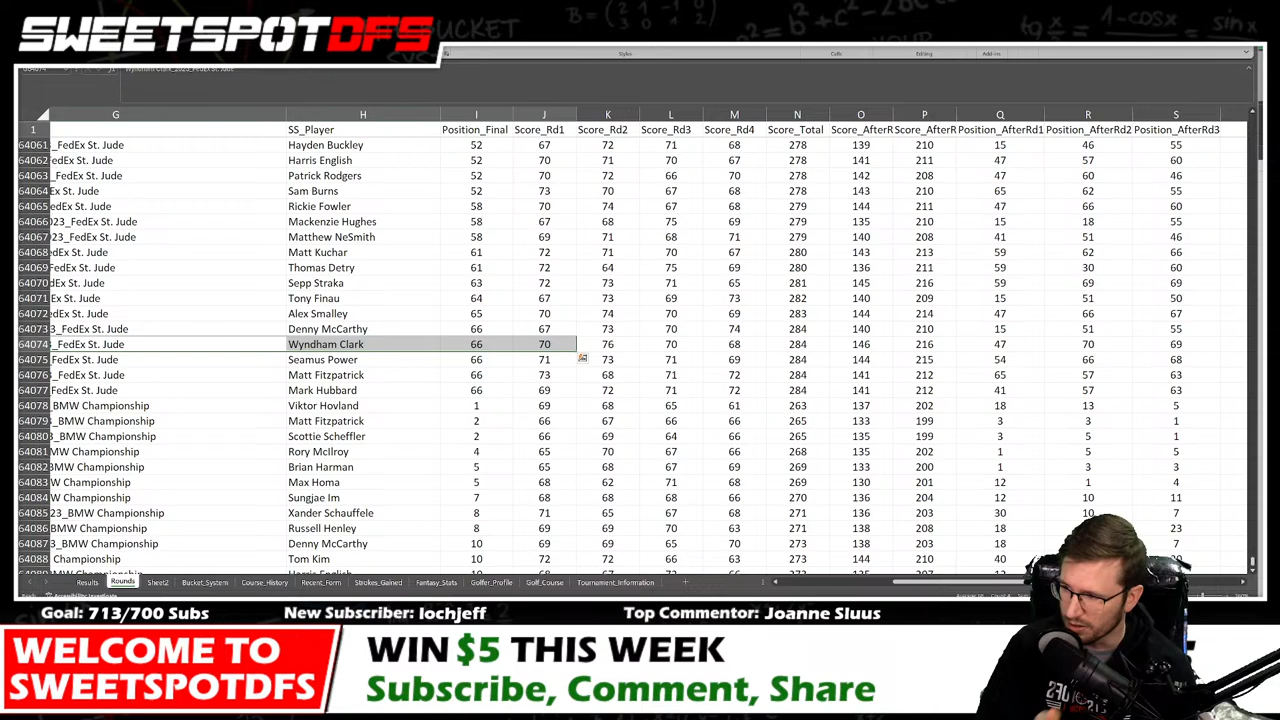 SWEETSPOTDFS
Styles Cells Editing Add-ins
G H I J K L M N O P Q R S
1 SS_Player Position_Final Score_Rd1 Score_Rd2 Score_Rd3 Score_Rd4 Score_Total Score_AfterR Score_AfterR Position_AfterRd1 Position_AfterRd2 Position_AfterRd3
64061 _FedEx St. Jude Hayden Buckley 52 67 72 71 68 278 139 210 15 46 55
64062 edEx St. Jude Harris English 52 70 71 70 67 278 141 211 47 57 60
64063 _FedEx St. Jude Patrick Rodgers 52 70 72 66 70 278 142 208 47 60 46
64064 Ex St. Jude Sam Burns 52 73 70 67 68 278 143 210 65 62 55
64065 FedEx St. Jude Rickie Fowler 58 70 74 67 68 279 144 211 47 66 60
64066 23_FedEx St. Jude Mackenzie Hughes 58 67 68 75 69 279 135 210 15 18 55
64067 23_FedEx St. Jude Matthew NeSmith 58 69 71 68 71 279 140 208 41 51 46
64068 edEx St. Jude Matt Kuchar 61 72 71 70 67 280 143 213 59 62 66
64069 FedEx St. Jude Thomas Detry 61 72 64 75 69 280 136 211 59 30 60
64070 edEx St. Jude Sepp Straka 63 72 73 71 65 281 145 216 59 69 69
64071 Ex St. Jude Tony Finau 64 67 73 69 73 282 140 209 15 51 50
64072 FedEx St. Jude Alex Smalley 65 70 74 70 69 283 144 214 47 66 67
64073 _FedEx St. Jude Denny McCarthy 66 67 73 70 74 284 140 210 15 51 55
64074 _FedEx St. Jude Wyndham Clark 66 70 76 70 68 284 146 216 47 70 69
64075 FedEx St. Jude Seamus Power 66 71 73 71 69 284 144 215 54 66 68
64076 _FedEx St. Jude Matt Fitzpatrick 66 73 68 71 72 284 141 212 65 57 63
64077 FedEx St. Jude Mark Hubbard 66 70 71 71 72 284 141 212 41 57 63
64078 _BMW Championship Viktor Hovland 1 69 68 65 61 263 137 202 18 13 5
64079 _BMW Championship Matt Fitzpatrick 2 66 67 66 66 265 133 199 3 3 1
64080 3_BMW Championship Scottie Scheffler 2 66 69 64 66 265 135 199 3 5 1
64081 MW Championship Rory McIlroy 4 65 70 67 66 268 135 202 1 5 5
64082 BMW Championship Brian Harman 5 65 68 67 69 269 133 200 1 3 3
64083 W Championship Max Homa 5 68 62 71 68 269 130 201 12 1 4
64084 W Championship Sungjae Im 7 68 68 68 66 270 136 204 12 10 11
64085 23_BMW Championship Xander Schauffele 8 71 65 67 68 271 136 203 30 10 7
64086 BMW Championship Russell Henley 8 69 69 70 63 271 138 208 18 23
64087 3_BMW Championship Denny McCarthy 10 69 69 65 70 273 138 203 18 7
64088 Championship Tom Kim 10 72 72 66 63 273 144 210 40
Results Rounds Sheet2 Bucket_System Course_History Recent_Form Strokes_Gained Fantasy_Stats Golfer_Profile Golf_Course Tournament_Information
Goal: 713/700 Subs New Subscriber: lochjeff Top Commentor: Joanne Sluus
WELCOME TO
SWEETSPOTDFS
WIN $5 THIS WEEK
Subscribe, Comment, Share